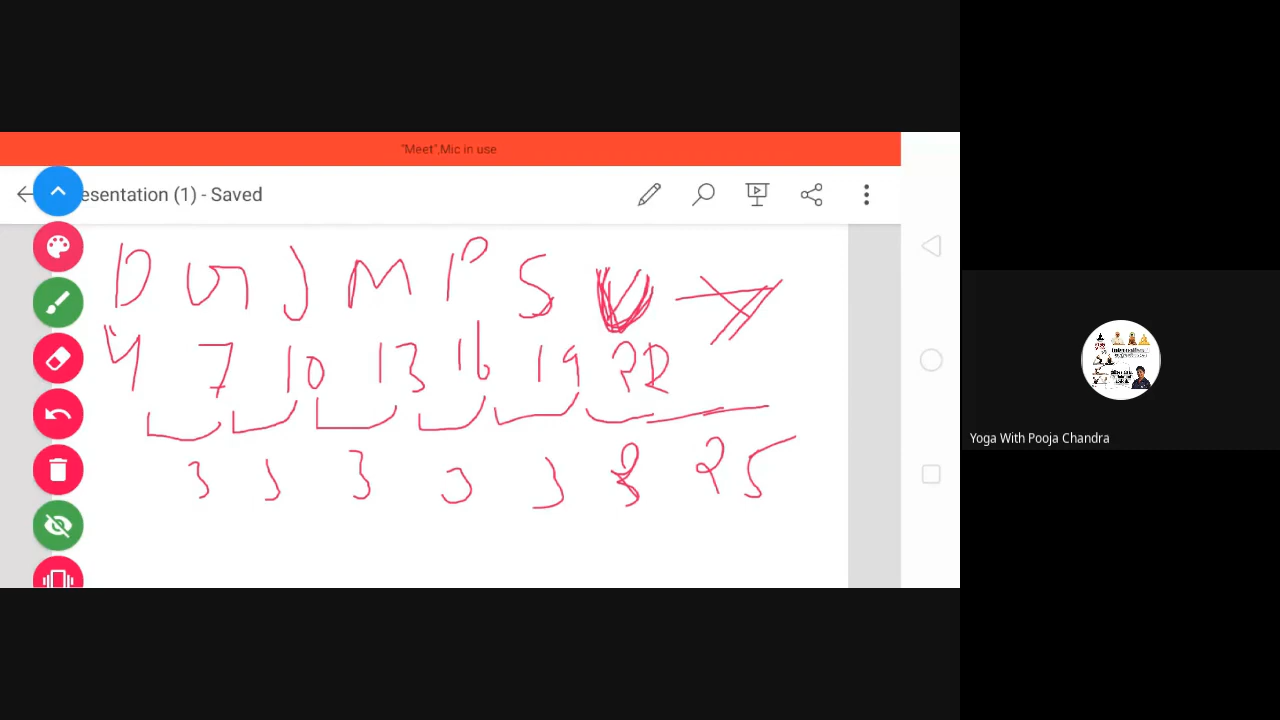 "Meet",Mic in use
esentation (1) - Saved
D G J M P S V
4 7 10 13 16 19 22
3 3 3 3 3 3 25
Yoga With Pooja Chandra